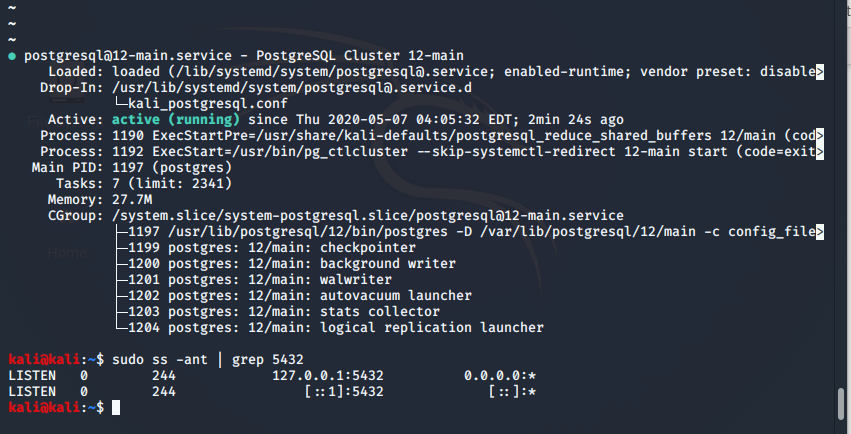 ~
~
~
● postgresql@12-main.service - PostgreSQL Cluster 12-main
Loaded: loaded (/lib/systemd/system/postgresql@.service; enabled-runtime; vendor preset: disable>
Drop-In: /usr/lib/systemd/system/postgresql@.service.d
└─kali_postgresql.conf
Active: active (running) since Thu 2020-05-07 04:05:32 EDT; 2min 24s ago
Process: 1190 ExecStartPre=/usr/share/kali-defaults/postgresql_reduce_shared_buffers 12/main (cod>
Process: 1192 ExecStart=/usr/bin/pg_ctlcluster --skip-systemctl-redirect 12-main start (code=exit>
Main PID: 1197 (postgres)
Tasks: 7 (limit: 2341)
Memory: 27.7M
CGroup: /system.slice/system-postgresql.slice/postgresql@12-main.service
├─1197 /usr/lib/postgresql/12/bin/postgres -D /var/lib/postgresql/12/main -c config_file>
├─1199 postgres: 12/main: checkpointer
├─1200 postgres: 12/main: background writer
├─1201 postgres: 12/main: walwriter
├─1202 postgres: 12/main: autovacuum launcher
├─1203 postgres: 12/main: stats collector
└─1204 postgres: 12/main: logical replication launcher
Home
kali@kali:~$ sudo ss -ant | grep 5432
LISTEN 0 244 127.0.0.1:5432 0.0.0.0:*
LISTEN 0 244 [::1]:5432 [::]:*
kali@kali:~$